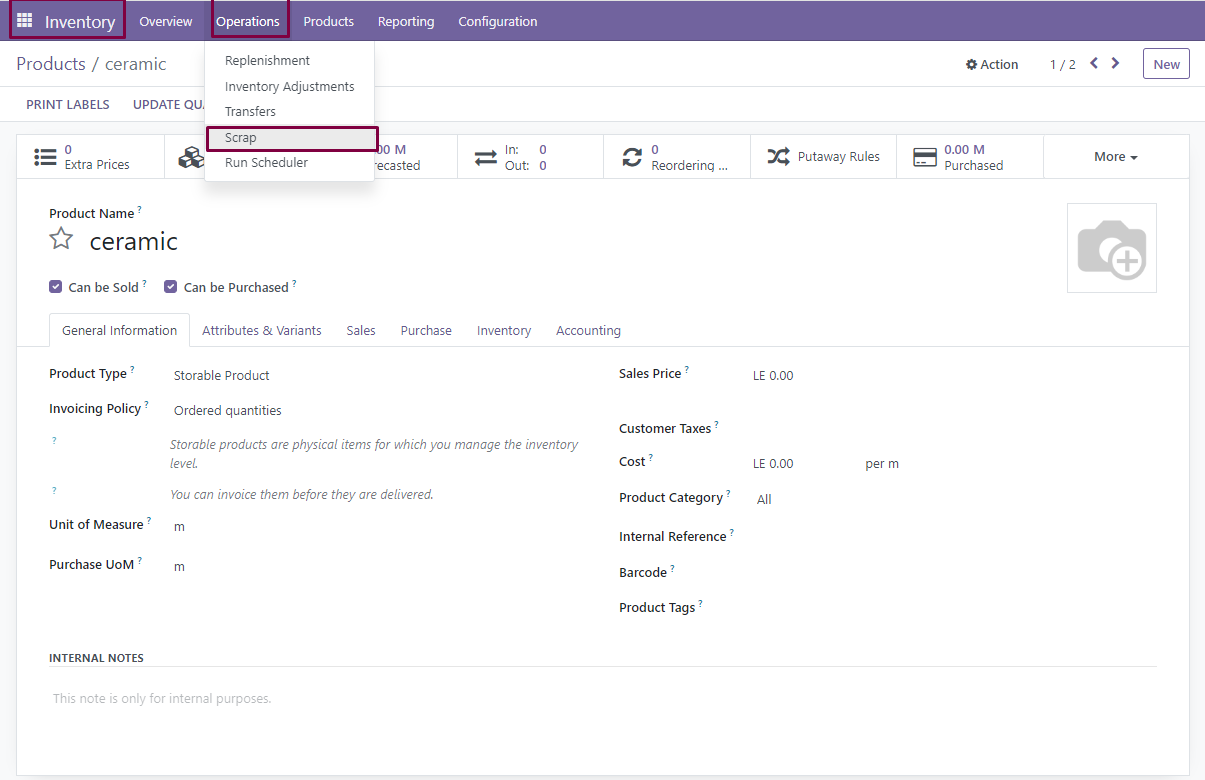 Inventory Overview Operations Products Reporting Configuration
Replenishment
Inventory Adjustments
Transfers
Scrap
Run Scheduler
Products / ceramic
Action 1 / 2 New
PRINT LABELS UPDATE
0
Extra Prices
In: 0
Out: 0
0
Reordering ...
Putaway Rules
0.00 M
Purchased
More
Product Name ?
ceramic
Can be Sold ? Can be Purchased ?
General Information Attributes & Variants Sales Purchase Inventory Accounting
Product Type ? Storable Product
Invoicing Policy ? Ordered quantities
? Storable products are physical items for which you manage the inventory
level.
? You can invoice them before they are delivered.
Unit of Measure ? m
Purchase UoM ? m
Sales Price ? LE 0.00
Customer Taxes ?
Cost ? LE 0.00 per m
Product Category ? All
Internal Reference ?
Barcode ?
Product Tags ?
INTERNAL NOTES
This note is only for internal purposes.